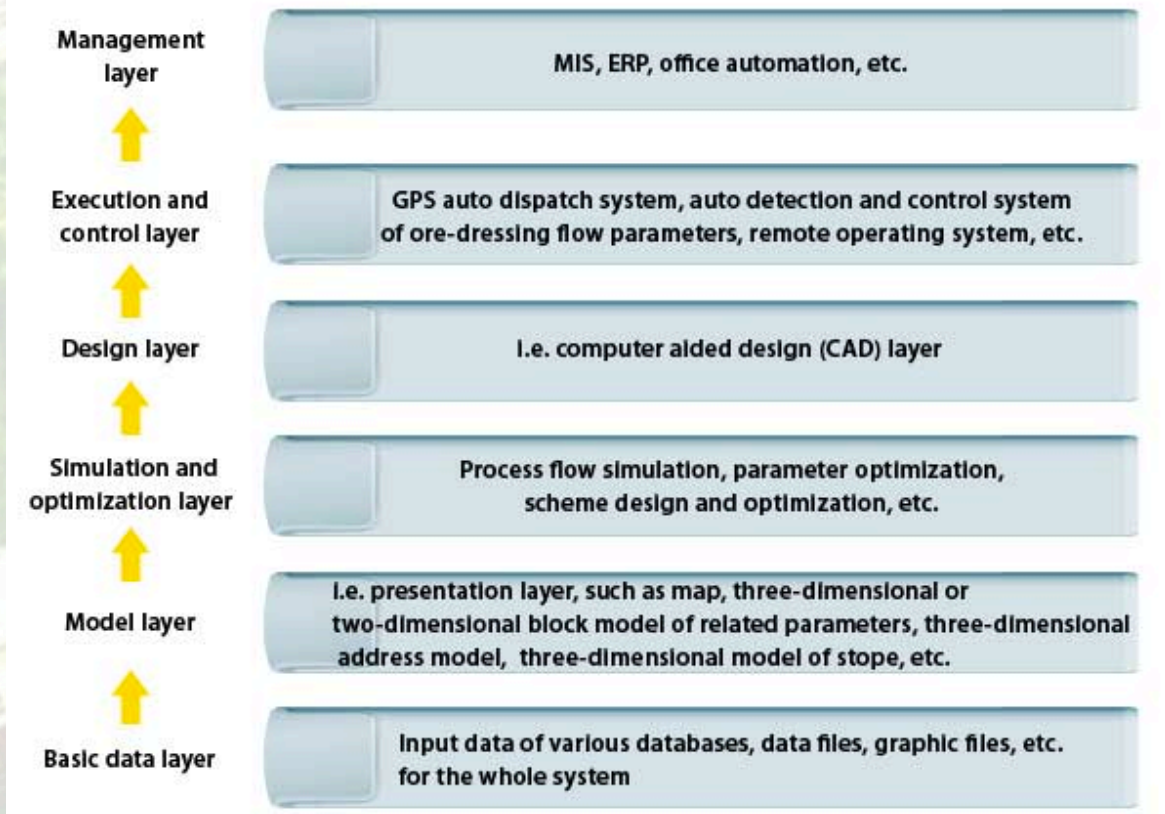 Management
layer
MIS, ERP, office automation, etc.
Execution and
control layer
GPS auto dispatch system, auto detection and control system
of ore-dressing flow parameters, remote operating system, etc.
Design layer
i.e. computer aided design (CAD) layer
Simulation and
optimization layer
Process flow simulation, parameter optimization,
scheme design and optimization, etc.
Model layer
i.e. presentation layer, such as map, three-dimensional or
two-dimensional block model of related parameters, three-dimensional
address model, three-dimensional model of stope, etc.
Basic data layer
Input data of various databases, data files, graphic files, etc.
for the whole system